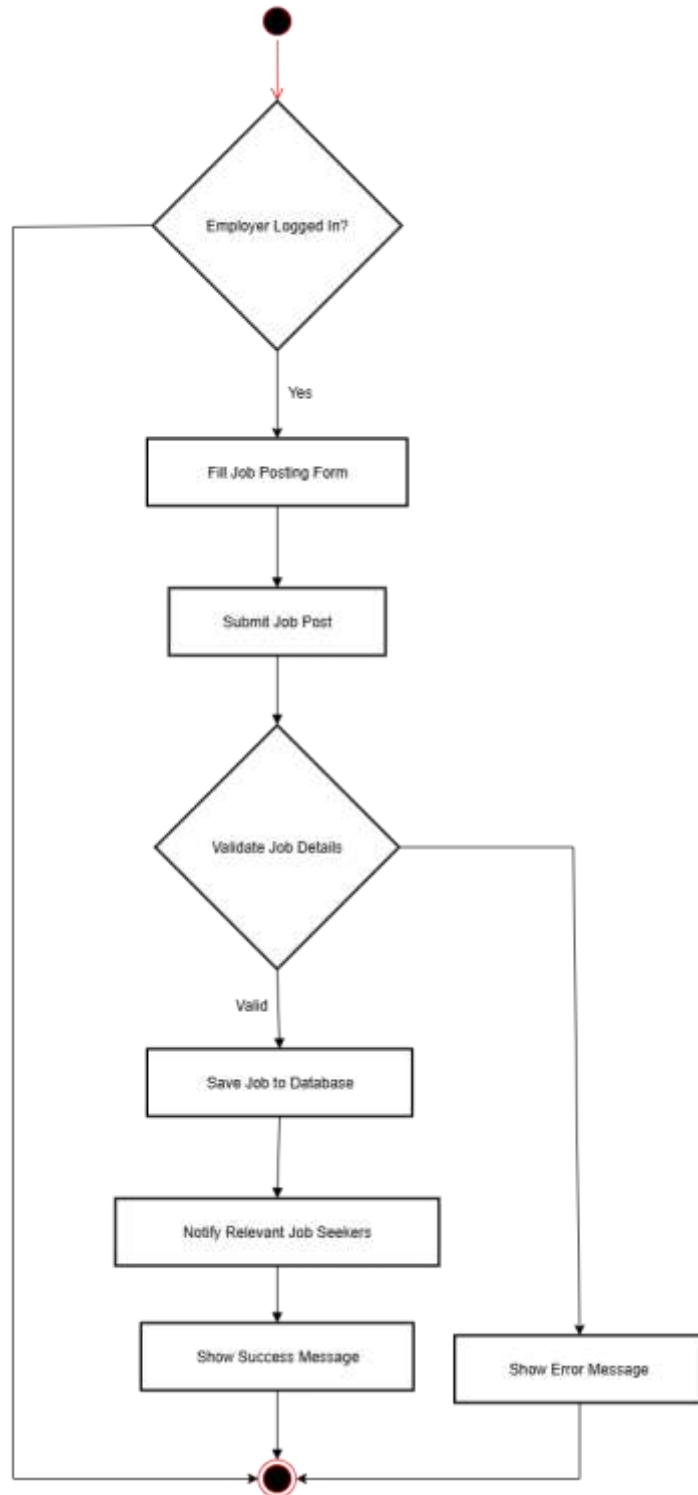 Employer Logged In?
Yes
Fill Job Posting Form
Submit Job Post
Validate Job Details
Valid
Save Job to Database
Notify Relevant Job Seekers
Show Success Message
Show Error Message